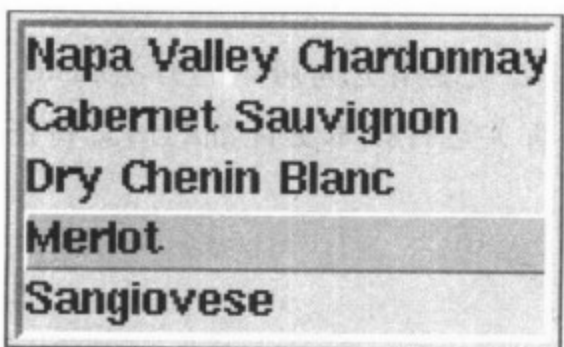 Napa Valley Chardonnay
Cabernet Sauvignon
Dry Chenin Blanc
Merlot
Sangiovese